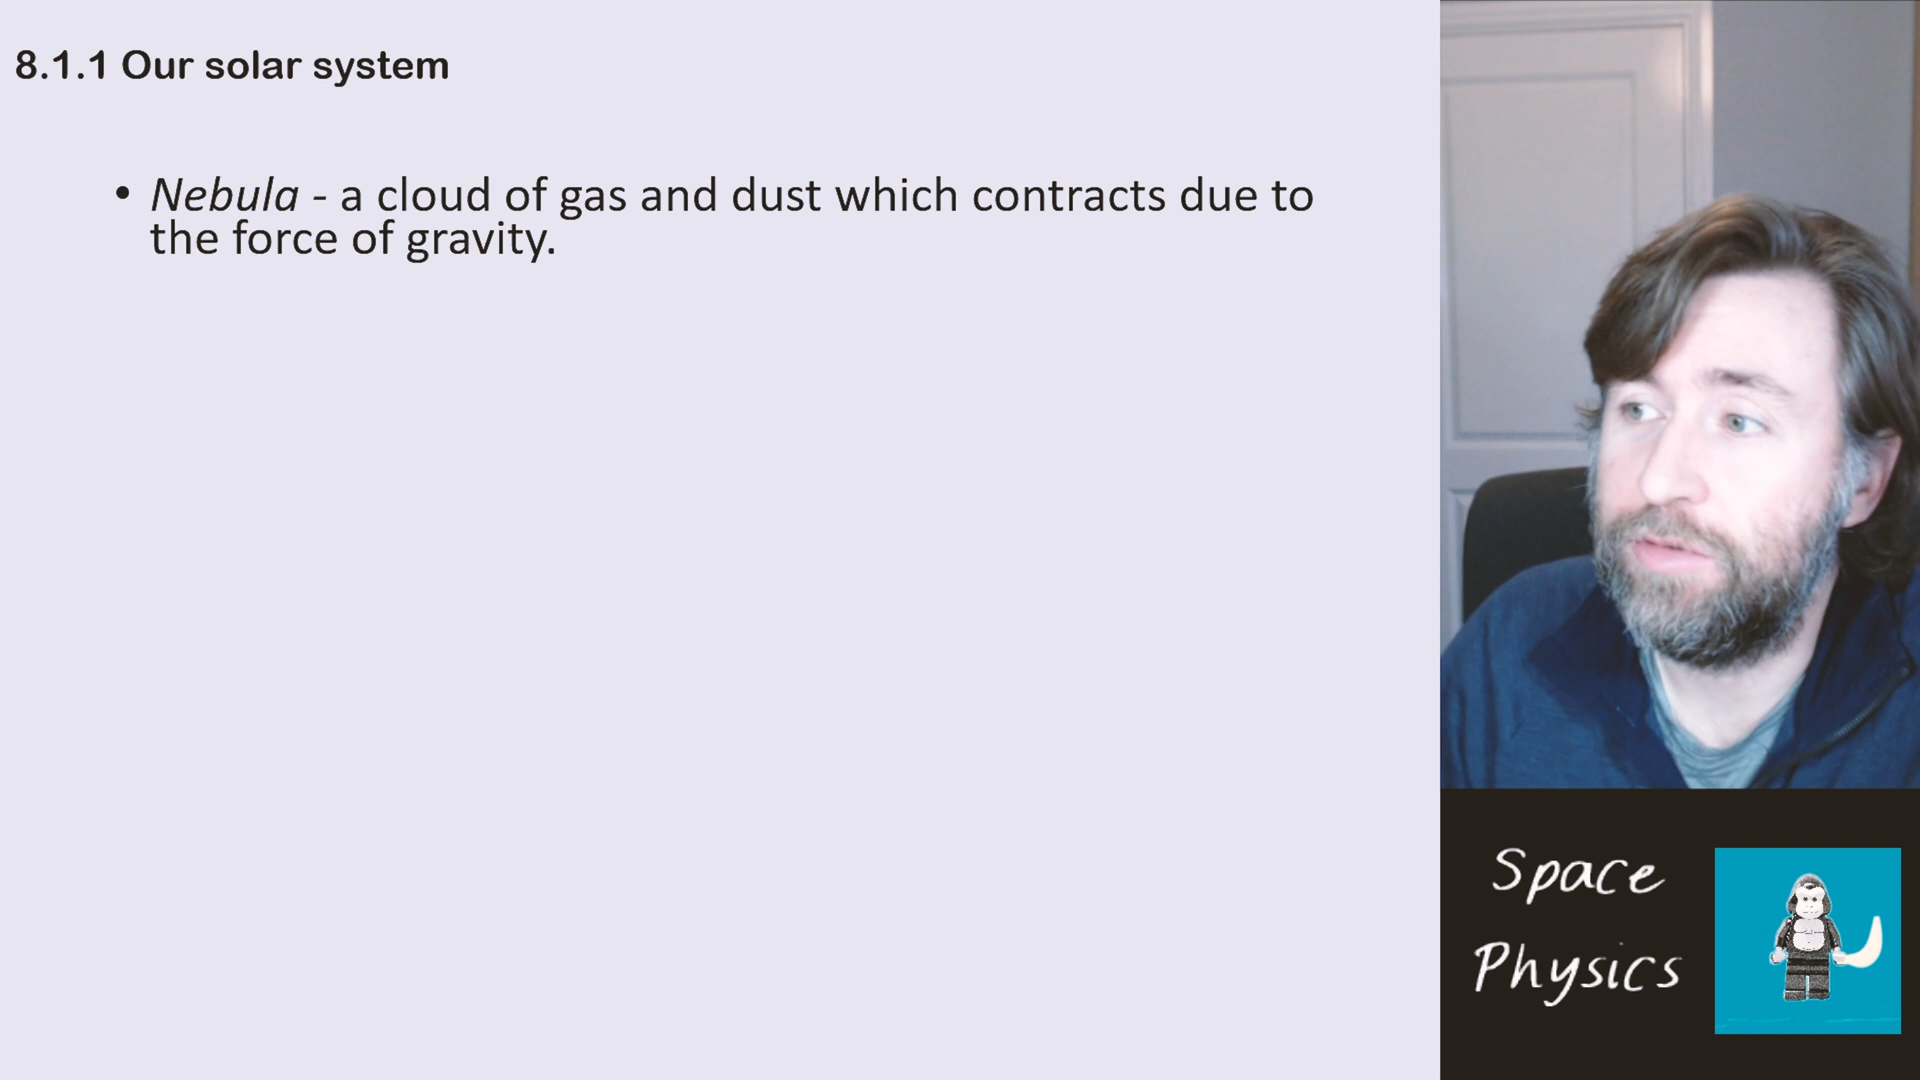 8.1.1 Our solar system
• Nebula - a cloud of gas and dust which contracts due to
the force of gravity.
Space
Physics